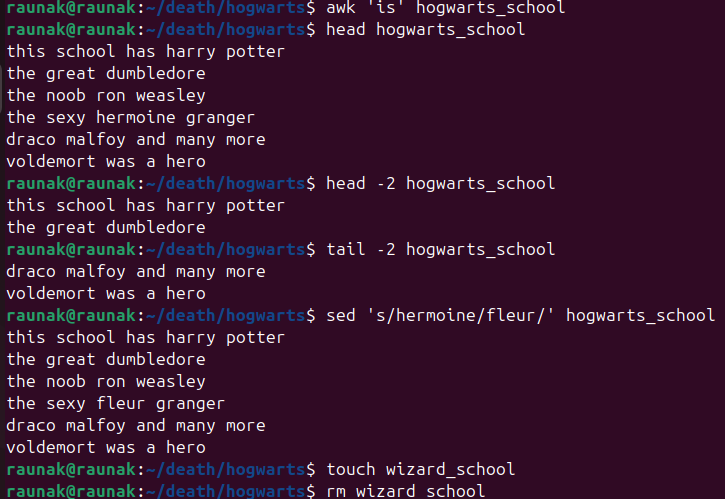 raunak@raunak:~/death/hogwarts$ awk 'is' hogwarts_school
raunak@raunak:~/death/hogwarts$ head hogwarts_school
this school has harry potter
the great dumbledore
the noob ron weasley
the sexy hermoine granger
draco malfoy and many more
voldemort was a hero
raunak@raunak:~/death/hogwarts$ head -2 hogwarts_school
this school has harry potter
the great dumbledore
raunak@raunak:~/death/hogwarts$ tail -2 hogwarts_school
draco malfoy and many more
voldemort was a hero
raunak@raunak:~/death/hogwarts$ sed 's/hermoine/fleur/' hogwarts_school
this school has harry potter
the great dumbledore
the noob ron weasley
the sexy fleur granger
draco malfoy and many more
voldemort was a hero
raunak@raunak:~/death/hogwarts$ touch wizard_school
raunak@raunak:~/death/hogwarts$ rm wizard_school